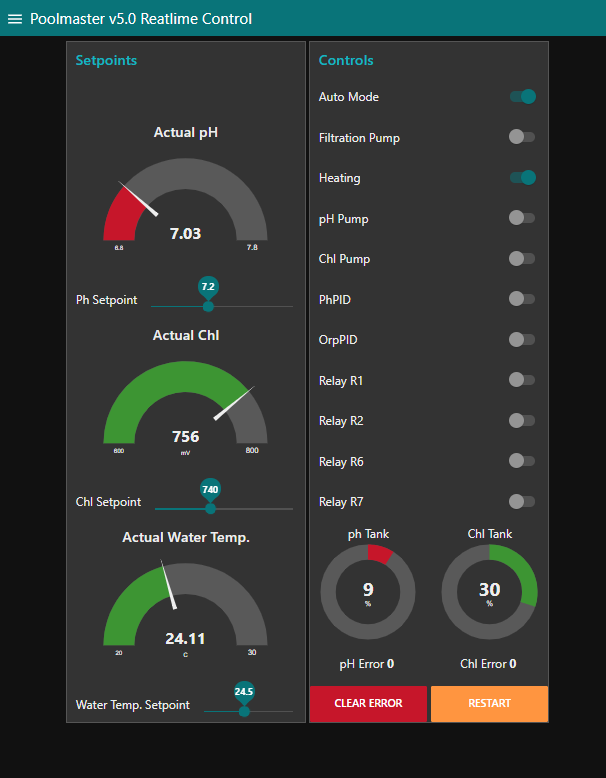 Poolmaster v5.0 Reatlime Control
Setpoints
Actual pH
7.03
6.8
7.8
Ph Setpoint
7.2
Actual Chl
756
mV
600
800
Chl Setpoint
740
Actual Water Temp.
24.11
C
20
30
Water Temp. Setpoint
24.5
Controls
Auto Mode
Filtration Pump
Heating
pH Pump
Chl Pump
PhPID
OrpPID
Relay R1
Relay R2
Relay R6
Relay R7
ph Tank
9
%
Chl Tank
30
%
pH Error 0
Chl Error 0
CLEAR ERROR
RESTART